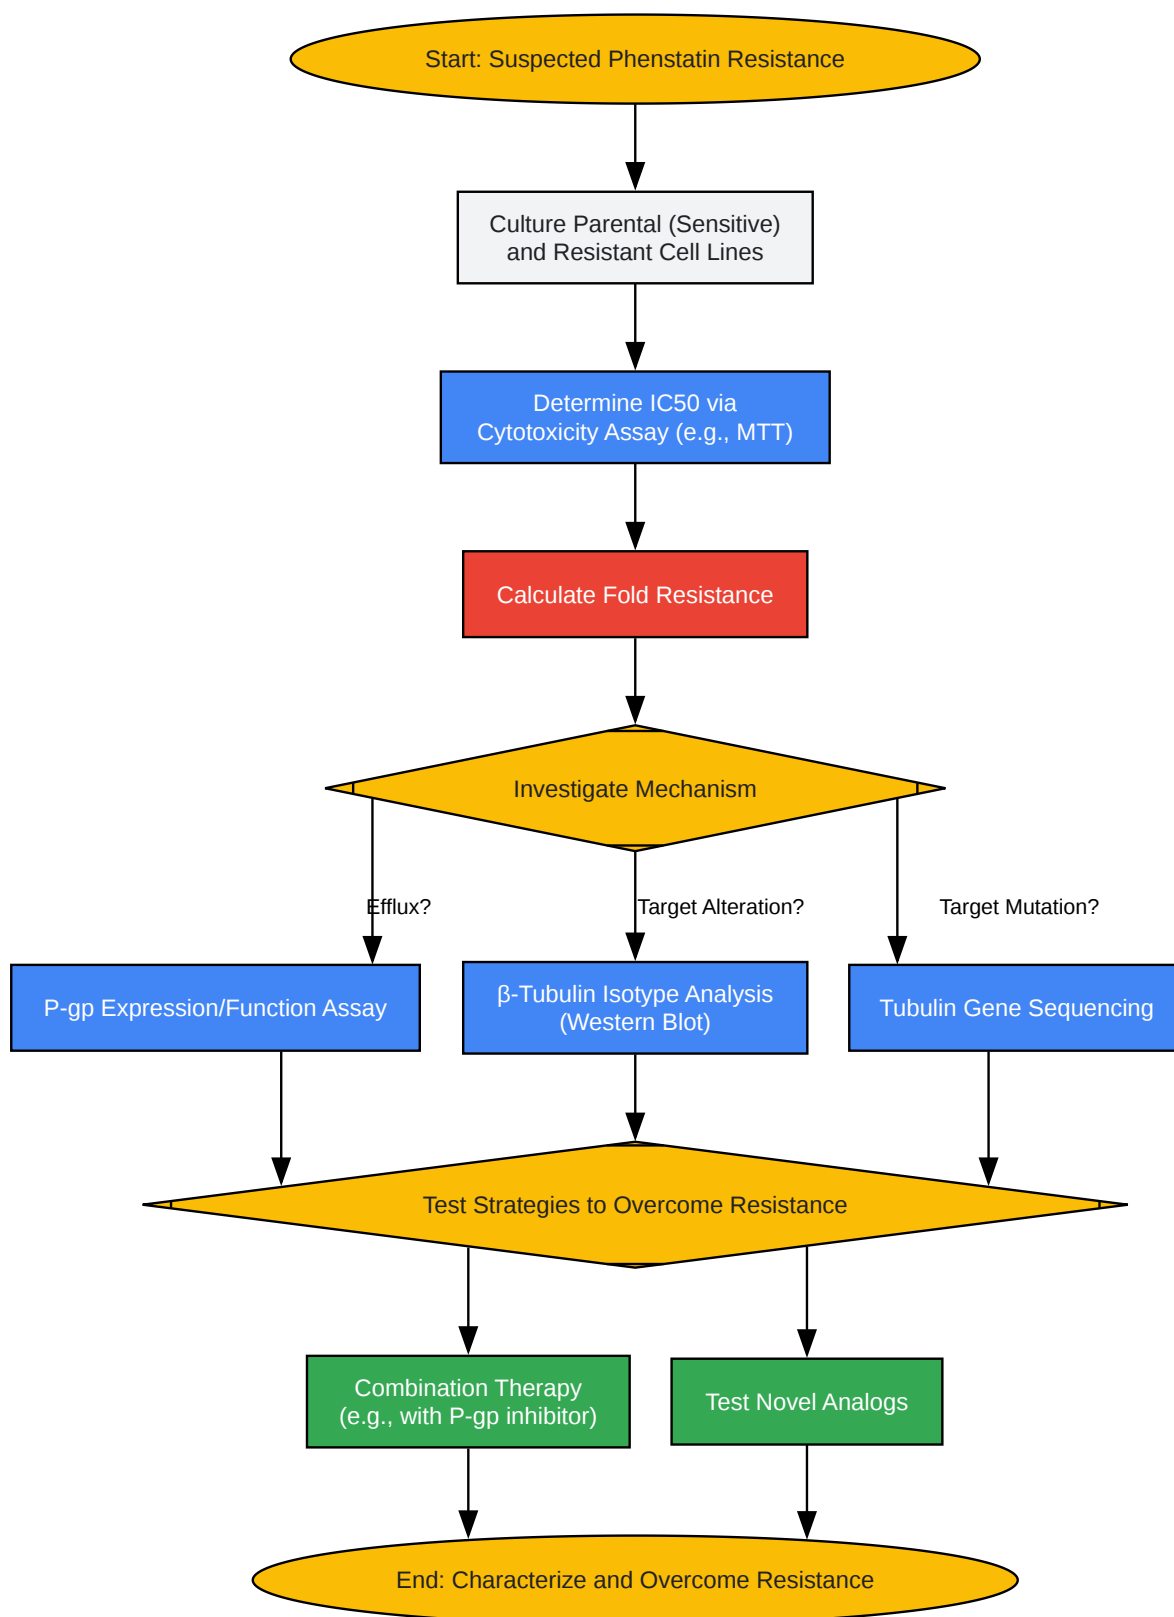 Start: Suspected Phenstatin Resistance
Culture Parental (Sensitive)
and Resistant Cell Lines
Determine IC50 via
Cytotoxicity Assay (e.g., MTT)
Calculate Fold Resistance
Investigate Mechanism
Efflux?
Target Alteration?
Target Mutation?
P-gp Expression/Function Assay
β-Tubulin Isotype Analysis
(Western Blot)
Tubulin Gene Sequencing
Test Strategies to Overcome Resistance
Combination Therapy
(e.g., with P-gp inhibitor)
Test Novel Analogs
End: Characterize and Overcome Resistance